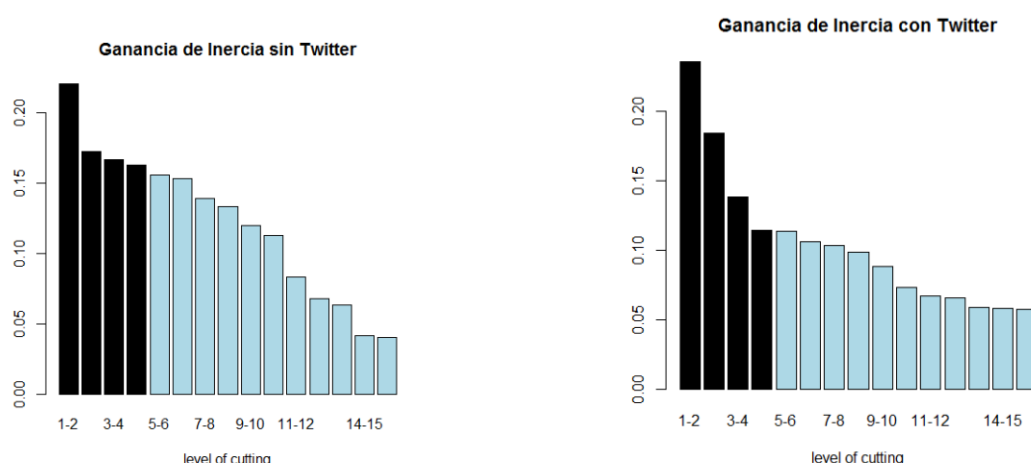 Ganancia de Inercia sin Twitter
0.20
0.15
0.10
0.05
0.00
1-2 3-4 5-6 7-8 9-10 11-12 14-15
level of cutting
Ganancia de Inercia con Twitter
0.20
0.15
0.10
0.05
0.00
1-2 3-4 5-6 7-8 9-10 11-12 14-15
level of cutting